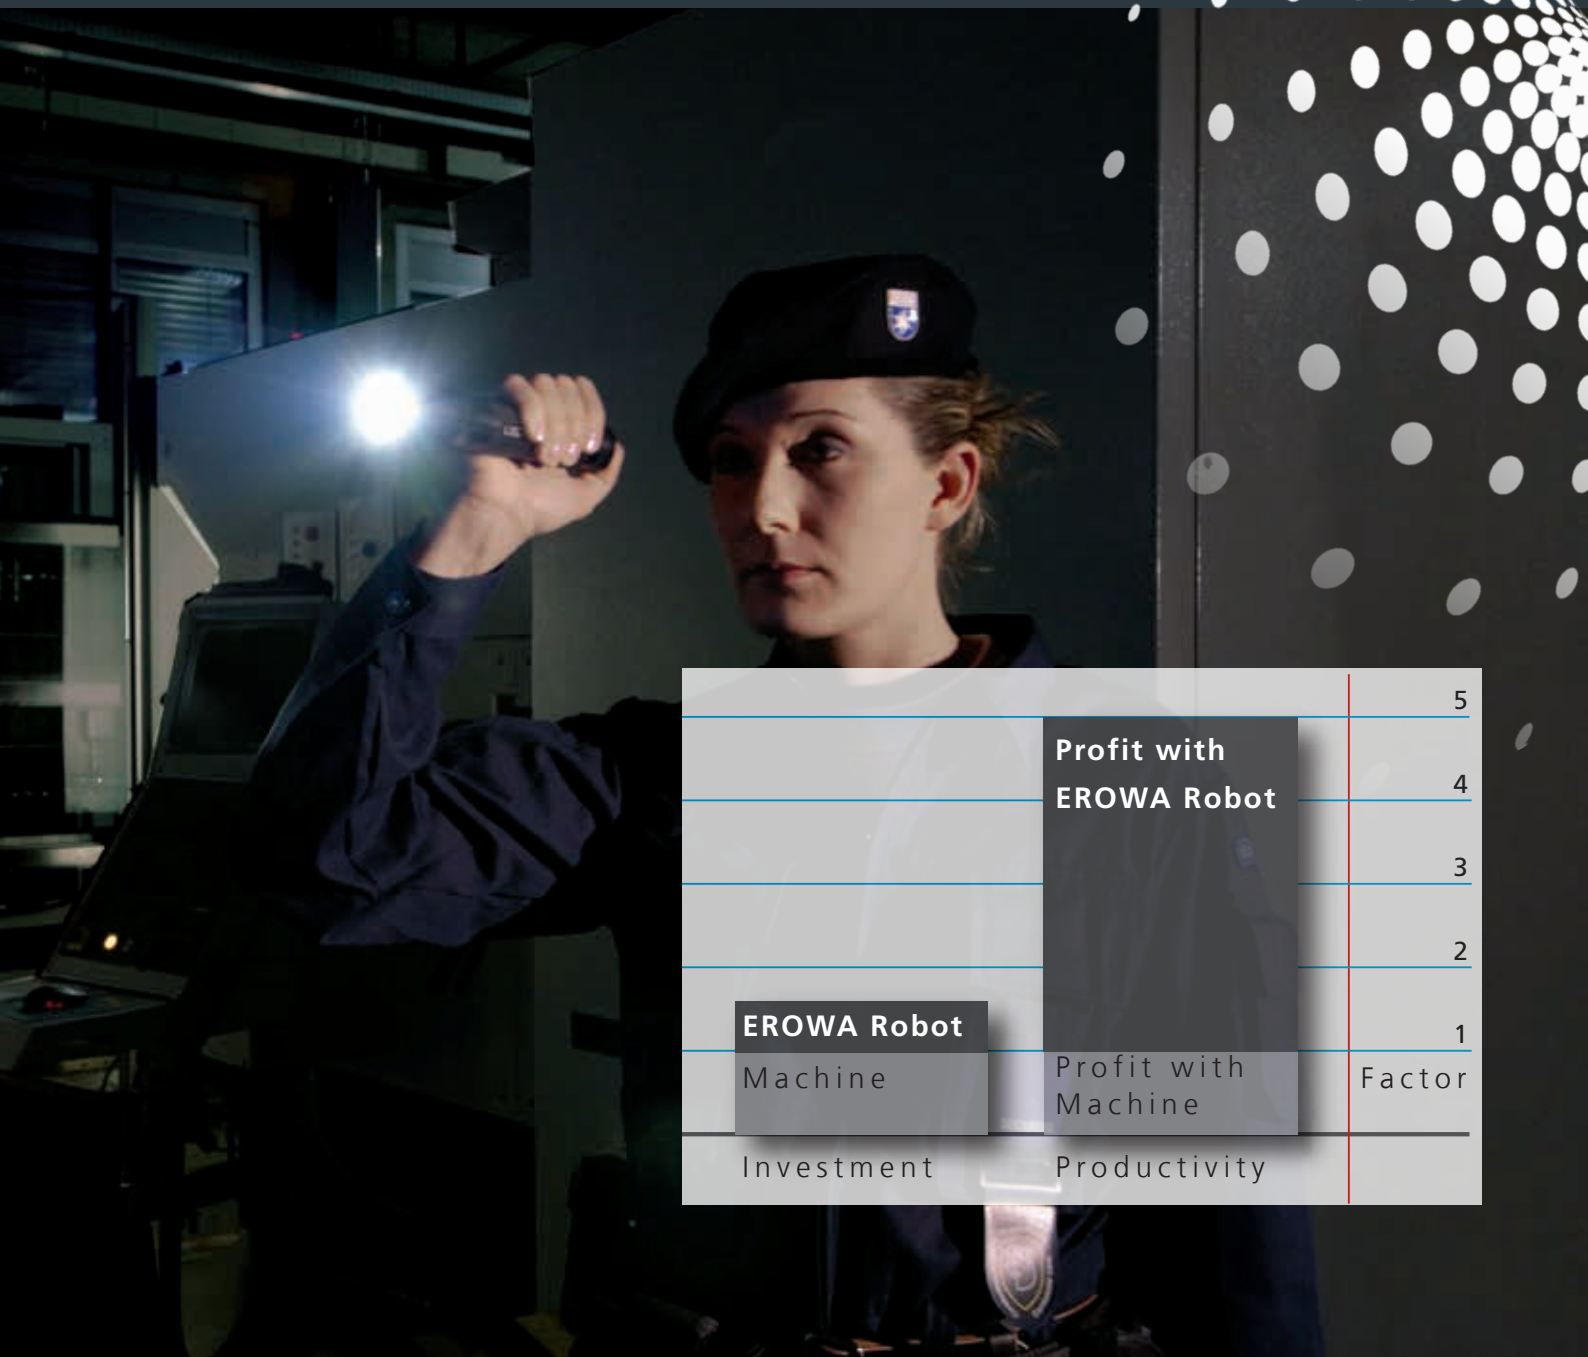 5
Profit with
4
EROWA Robot
3
2
EROWA Robot
1
Machine
Profit with
Machine
Factor
Investment
Productivity